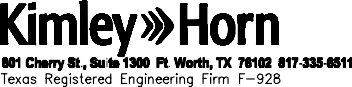 Kimley»Horn
801 Cherry St., Suite 1300 Ft. Worth, TX 76102 817-335-6511
Texas Registered Engineering Firm F-928